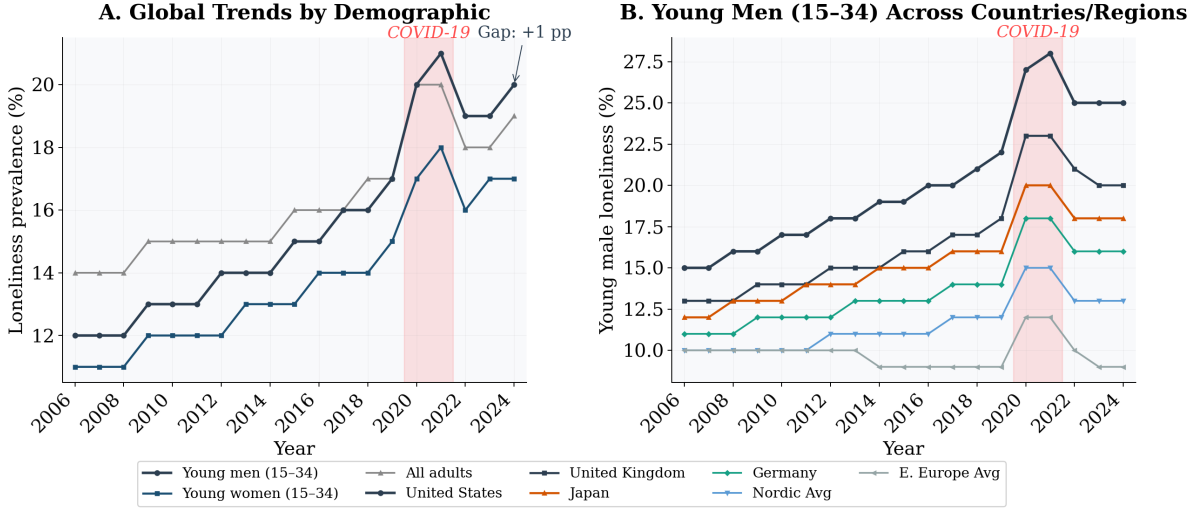 A. Global Trends by Demographic
B. Young Men (15–34) Across Countries/Regions
COVID-19
Gap: +1 pp
COVID-19
Loneliness prevalence (%)
20
18
16
14
12
2006
2008
2010
2012
2014
2016
2018
2020
2022
2024
Year
Young male loneliness (%)
27.5
25.0
22.5
20.0
17.5
15.0
12.5
10.0
2006
2008
2010
2012
2014
2016
2018
2020
2022
2024
Year
Young men (15–34)
Young women (15–34)
All adults
United States
United Kingdom
Japan
Germany
Nordic Avg
E. Europe Avg